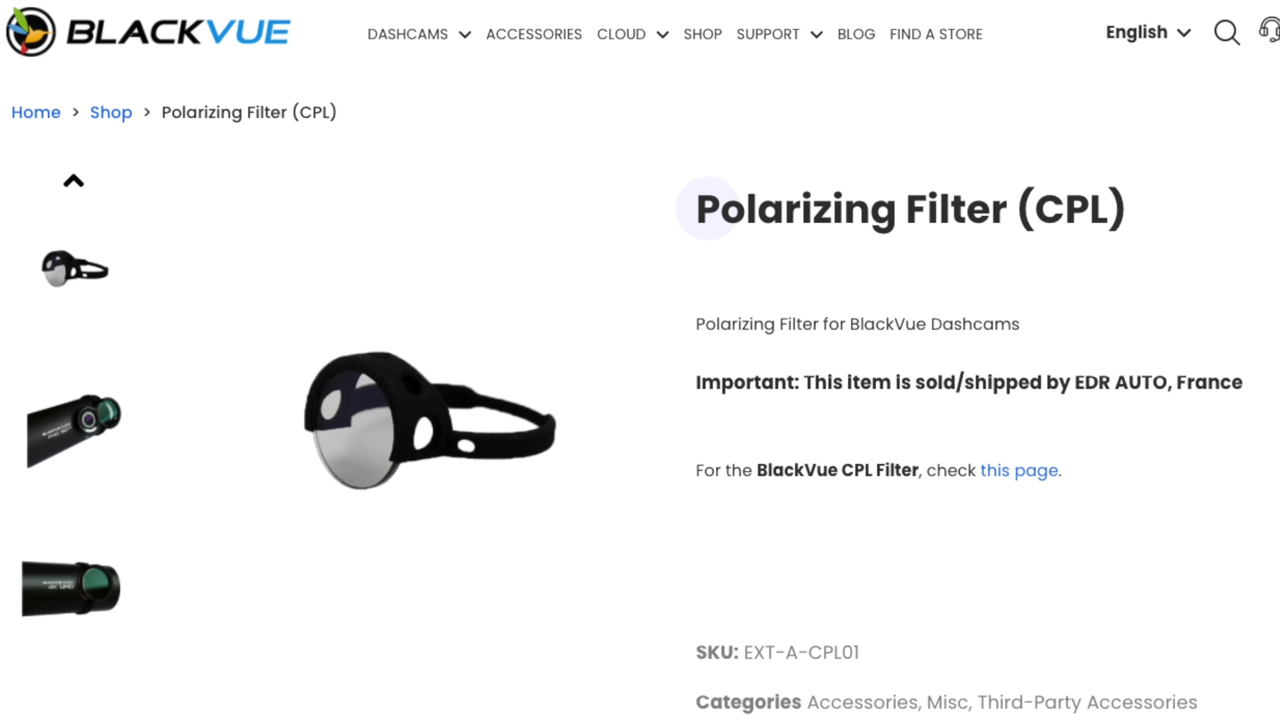 BLACKVUE
DASHCAMS ACCESSORIES CLOUD SHOP SUPPORT BLOG FIND A STORE
English
Home > Shop > Polarizing Filter (CPL)
Polarizing Filter (CPL)
Polarizing Filter for BlackVue Dashcams
Important: This item is sold/shipped by EDR AUTO, France
For the BlackVue CPL Filter, check this page.
SKU: EXT-A-CPL01
Categories Accessories, Misc, Third-Party Accessories